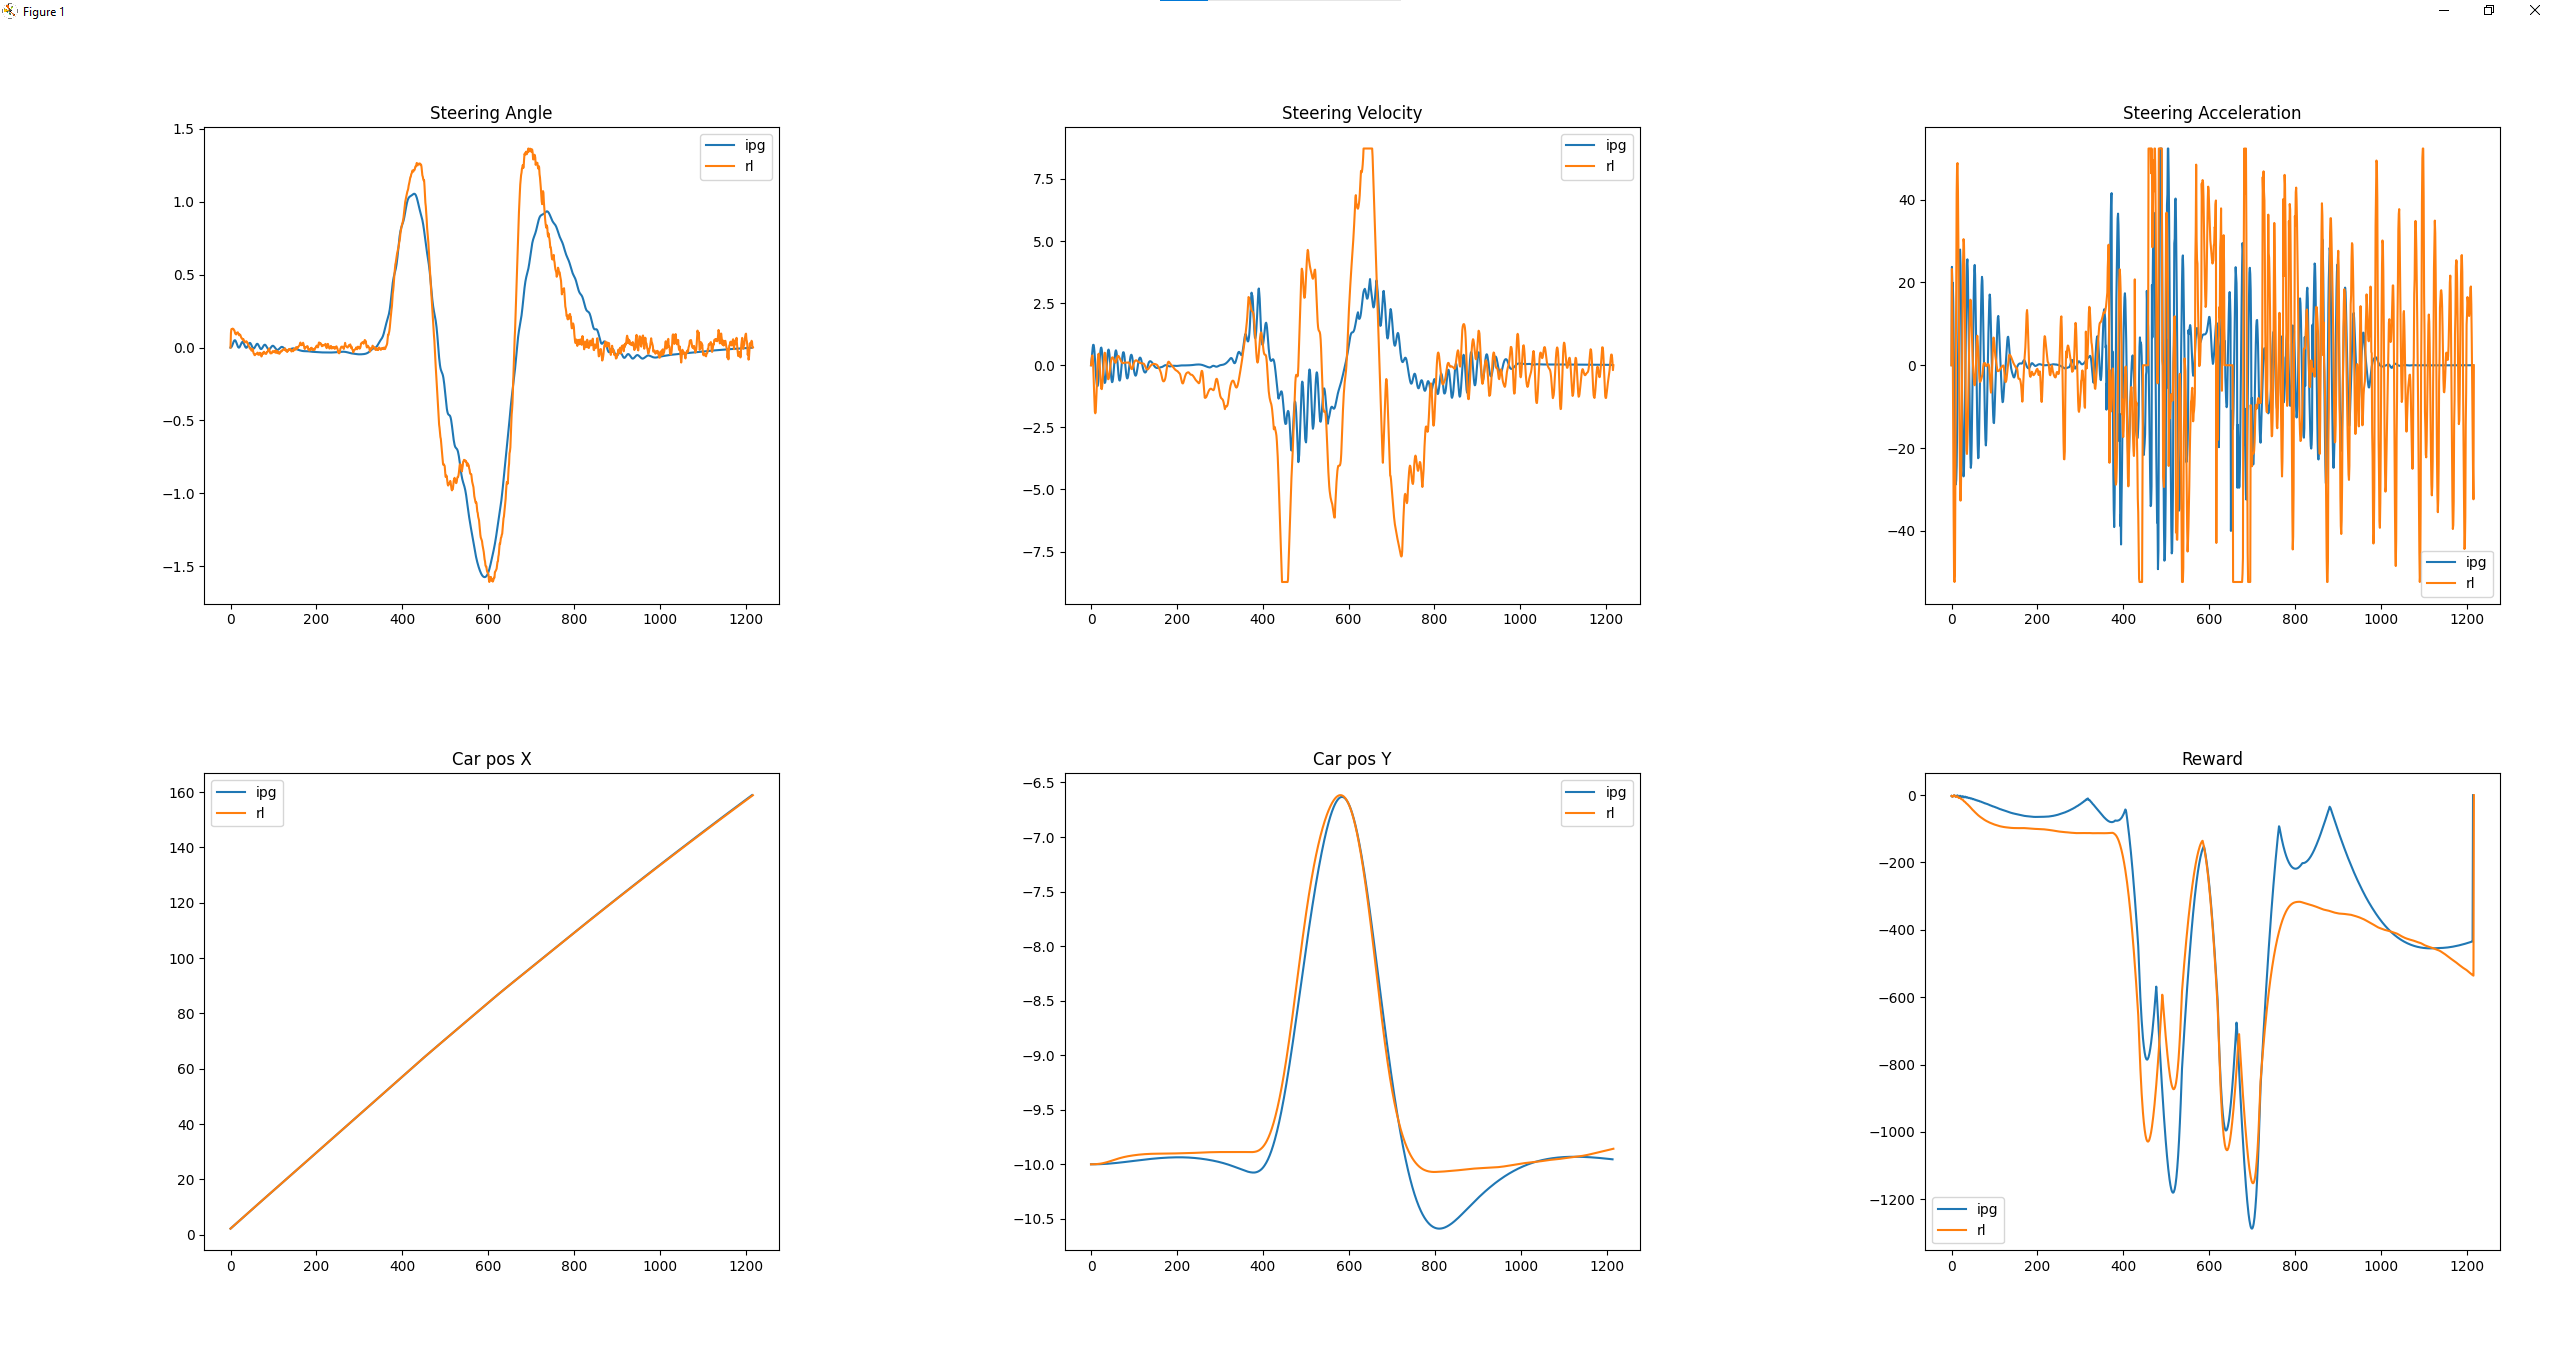 Figure 1
Steering Angle
1.5
1.0
0.5
0.0
−0.5
−1.0
−1.5
0 200 400 600 800 1000 1200
ipg
rl
Steering Velocity
7.5
5.0
2.5
0.0
−2.5
−5.0
−7.5
0 200 400 600 800 1000 1200
ipg
rl
Steering Acceleration
40
20
0
−20
−40
0 200 400 600 800 1000 1200
ipg
rl
Car pos X
160
140
120
100
80
60
40
20
0
0 200 400 600 800 1000 1200
ipg
rl
Car pos Y
−6.5
−7.0
−7.5
−8.0
−8.5
−9.0
−9.5
−10.0
−10.5
0 200 400 600 800 1000 1200
ipg
rl
Reward
0
−200
−400
−600
−800
−1000
−1200
0 200 400 600 800 1000 1200
ipg
rl